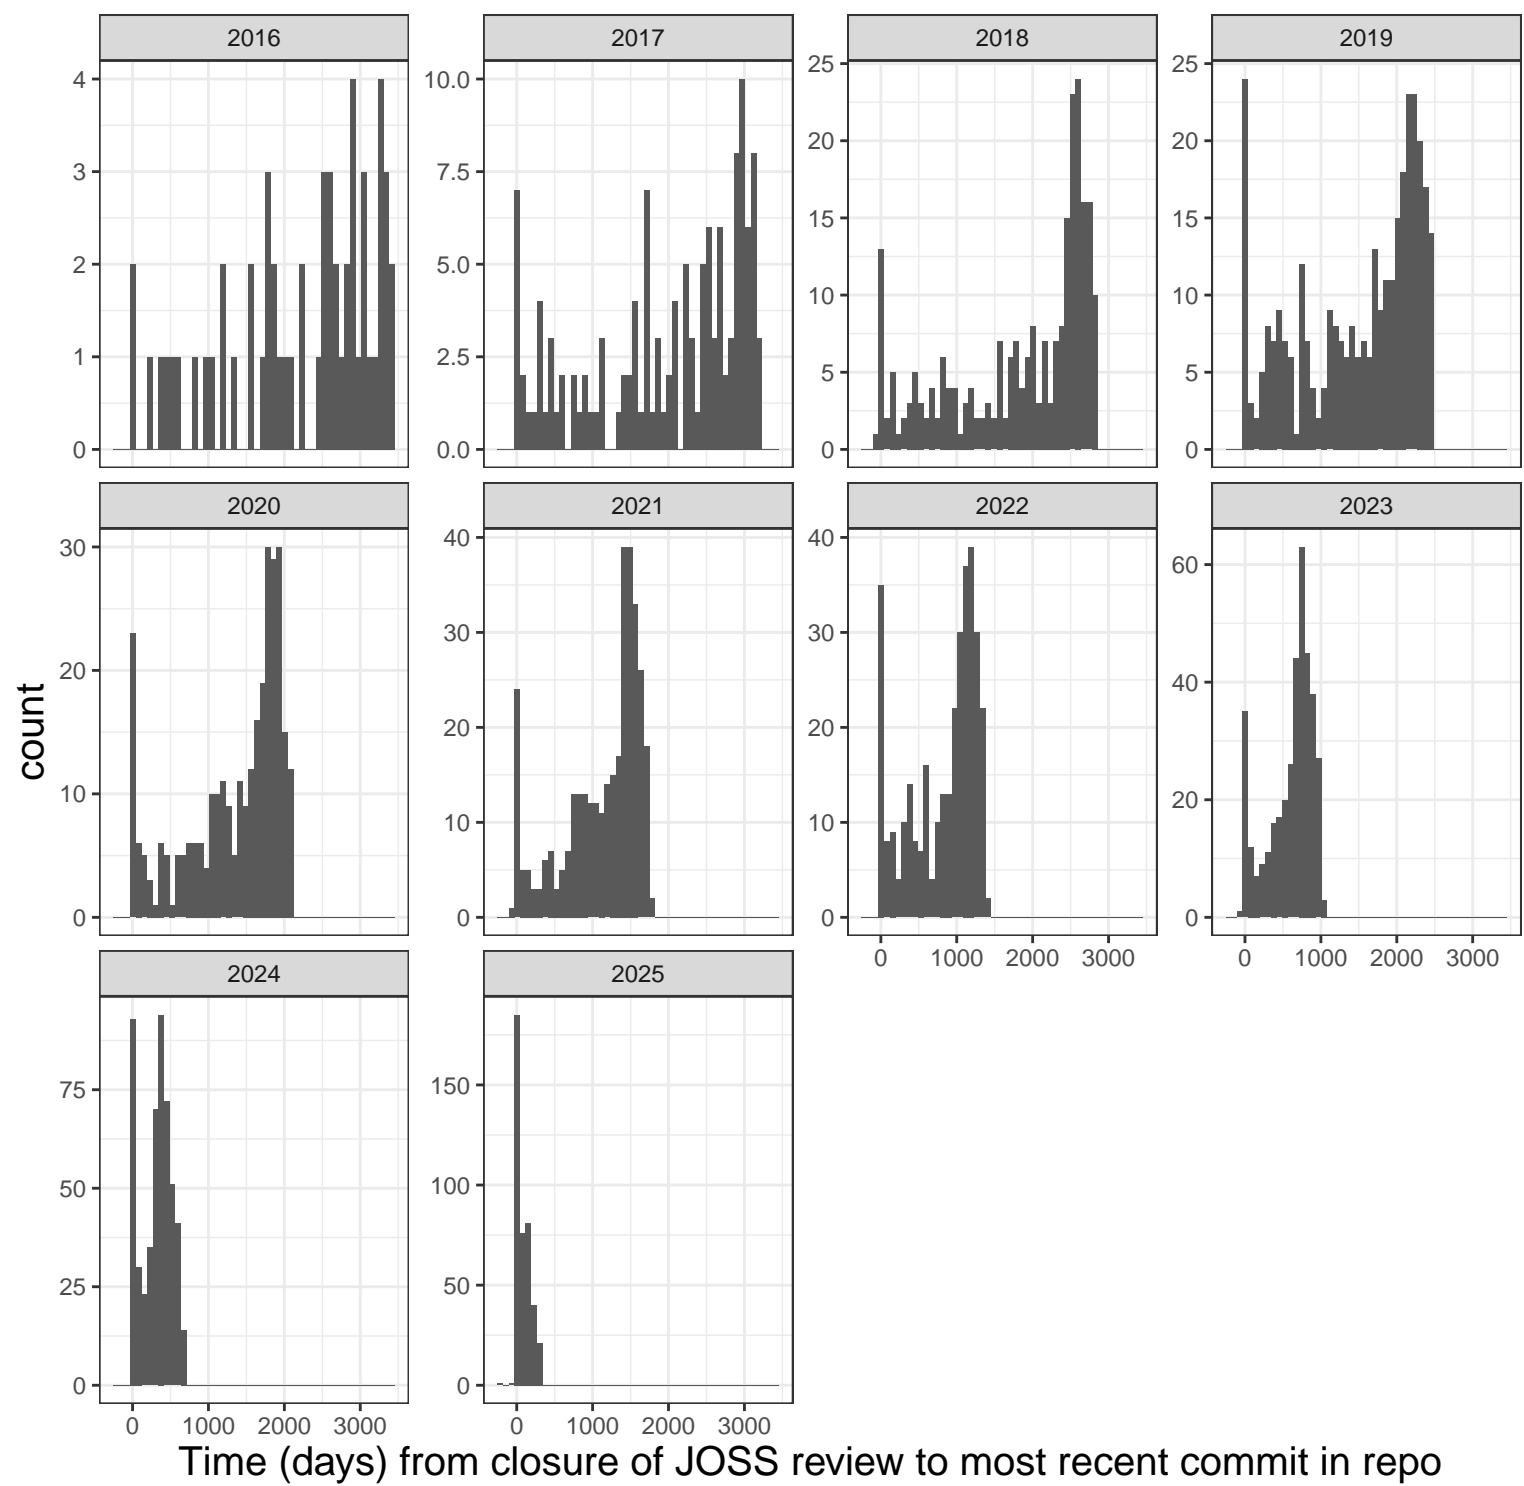 2016 2017 2018 2019
4 3 2 1 0
10.0 7.5 5.0 2.5 0.0
25 20 15 10 5 0
25 20 15 10 5 0
2020 2021 2022 2023
30 20 10 0
40 30 20 10 0
40 30 20 10 0
60 40 20 0
0 1000 2000 3000
0 1000 2000 3000
count
2024 2025
75 50 25 0
150 100 50 0
0 1000 2000 3000
0 1000 2000 3000
Time (days) from closure of JOSS review to most recent commit in repo